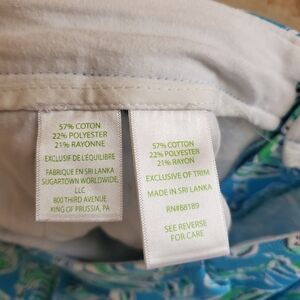 57% COTTON
22% POLYESTER
21% RAYONNE
EXCLUSIF DE L'ÉQUILIBRE
FABRIQUE EN SRI LANKA
SUGARTOWN WORLDWIDE,
LLC
800 THIRD AVENUE
KING OF PRUSSIA, PA
57% COTTON
22% POLYESTER
21% RAYON
EXCLUSIVE OF TRIM
MADE IN SRI LANKA
RN#88189
SEE REVERSE
FOR CARE